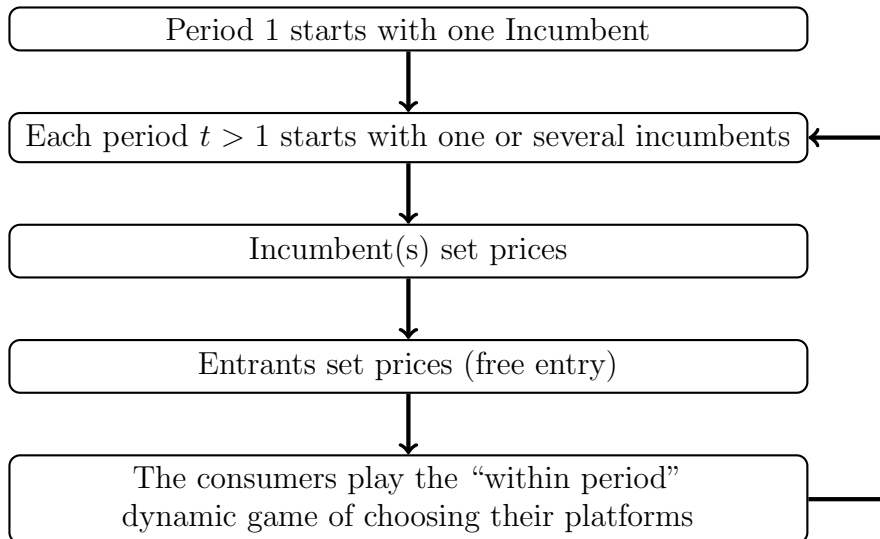 Period 1 starts with one Incumbent
Each period t > 1 starts with one or several incumbents
Incumbent(s) set prices
Entrants set prices (free entry)
The consumers play the “within period”
dynamic game of choosing their platforms